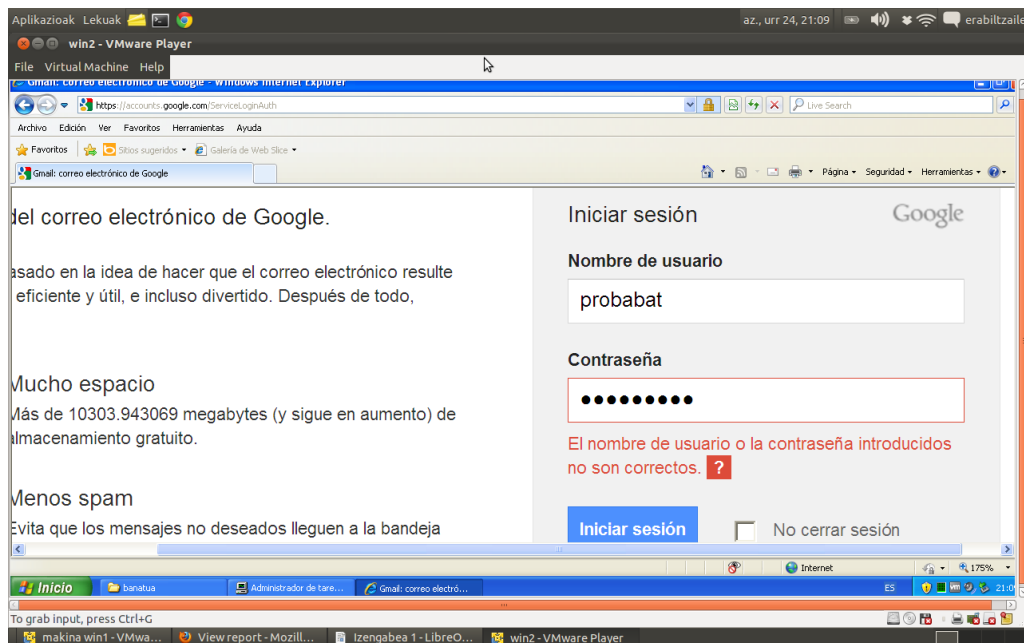 Aplikazioak Lekuak
az., urr 24, 21:09
erabiltzaile
win2 - VMware Player
File Virtual Machine Help
Gmail: correo electrónico de Google - Windows Internet Explorer
https://accounts.google.com/ServiceLoginAuth
Live Search
Archivo Edición Ver Favoritos Herramientas Ayuda
Favoritos Sitios sugeridos Galería de Web Slice
Gmail: correo electrónico de Google
Página Seguridad Herramientas
del correo electrónico de Google.
asado en la idea de hacer que el correo electrónico resulte
eficiente y útil, e incluso divertido. Después de todo,
Mucho espacio
Más de 10303.943069 megabytes (y sigue en aumento) de
almacenamiento gratuito.
Menos spam
Evita que los mensajes no deseados lleguen a la bandeja
Iniciar sesión
Google
Nombre de usuario
probabat
Contraseña
•••••••••
El nombre de usuario o la contraseña introducidos
no son correctos. ?
Iniciar sesión
No cerrar sesión
Internet
175%
Inicio
banatua
Administrador de tare...
Gmail: correo electró...
ES
21:09
To grab input, press Ctrl+G
makina win1 - VMwa...
View report - Mozill...
Izengabea 1 - LibreO...
win2 - VMware Player